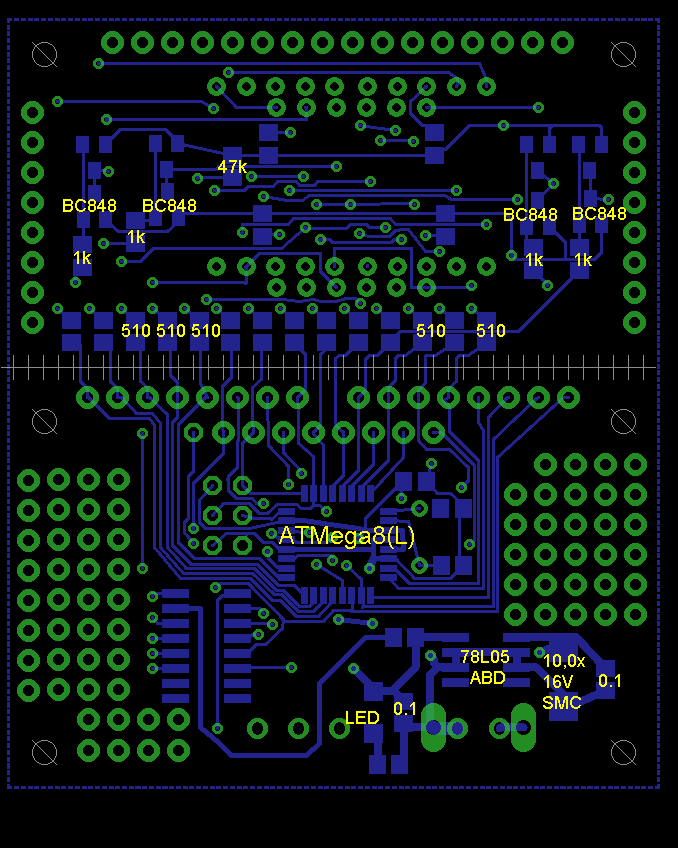 47k
BC848 BC848 BC848 BC848
1k
1k 1k 1k
510 510 510 510 510
ATMega8(L)
78L05 10,0x
ABD 16V 0.1
LED 0.1 SMC